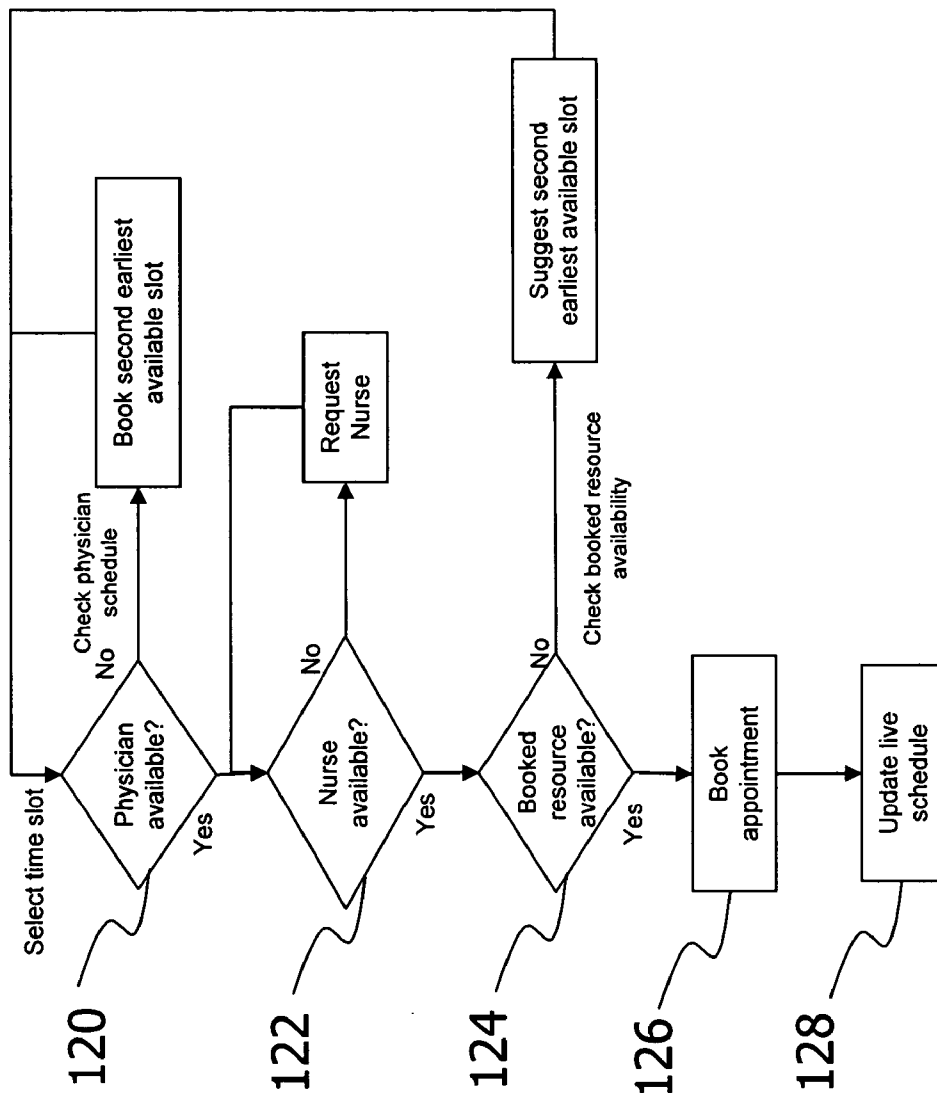 Select time slot
120
Physician
available?
No
Check physician
schedule
Book second earliest
available slot
Yes
122
Nurse
available?
No
Request
Nurse
Yes
124
Booked
resource
available?
No
Check booked resource
availability
Suggest second
earliest available slot
Yes
126
Book
appointment
128
Update live
schedule